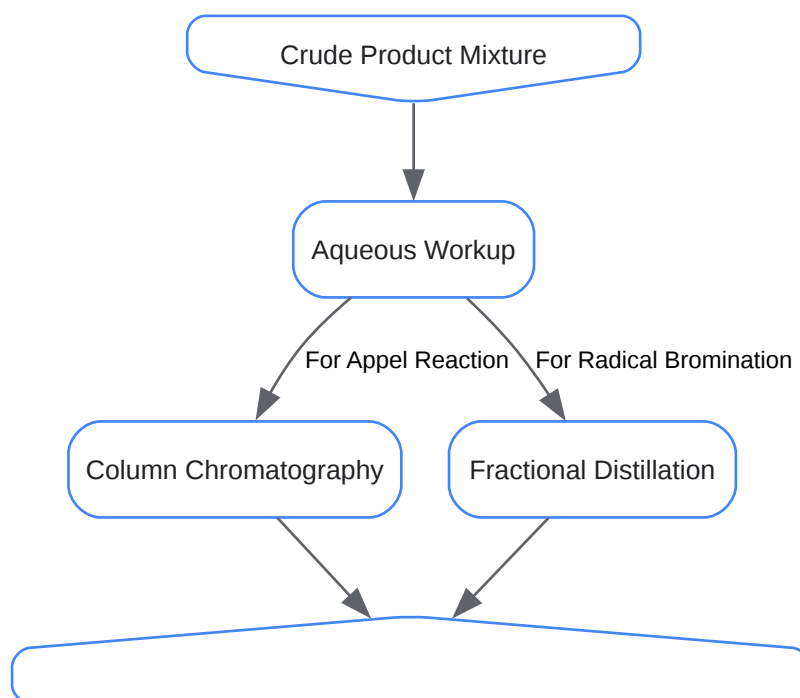 Crude Product Mixture
Aqueous Workup
For Appel Reaction
For Radical Bromination
Column Chromatography
Fractional Distillation